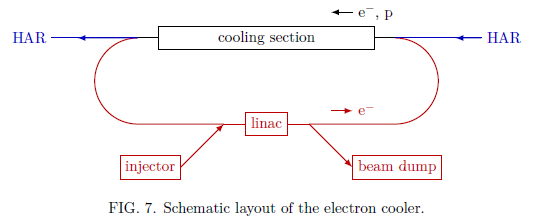 e⁻, p
HAR cooling section HAR
linac e⁻
injector beam dump
FIG. 7. Schematic layout of the electron cooler.